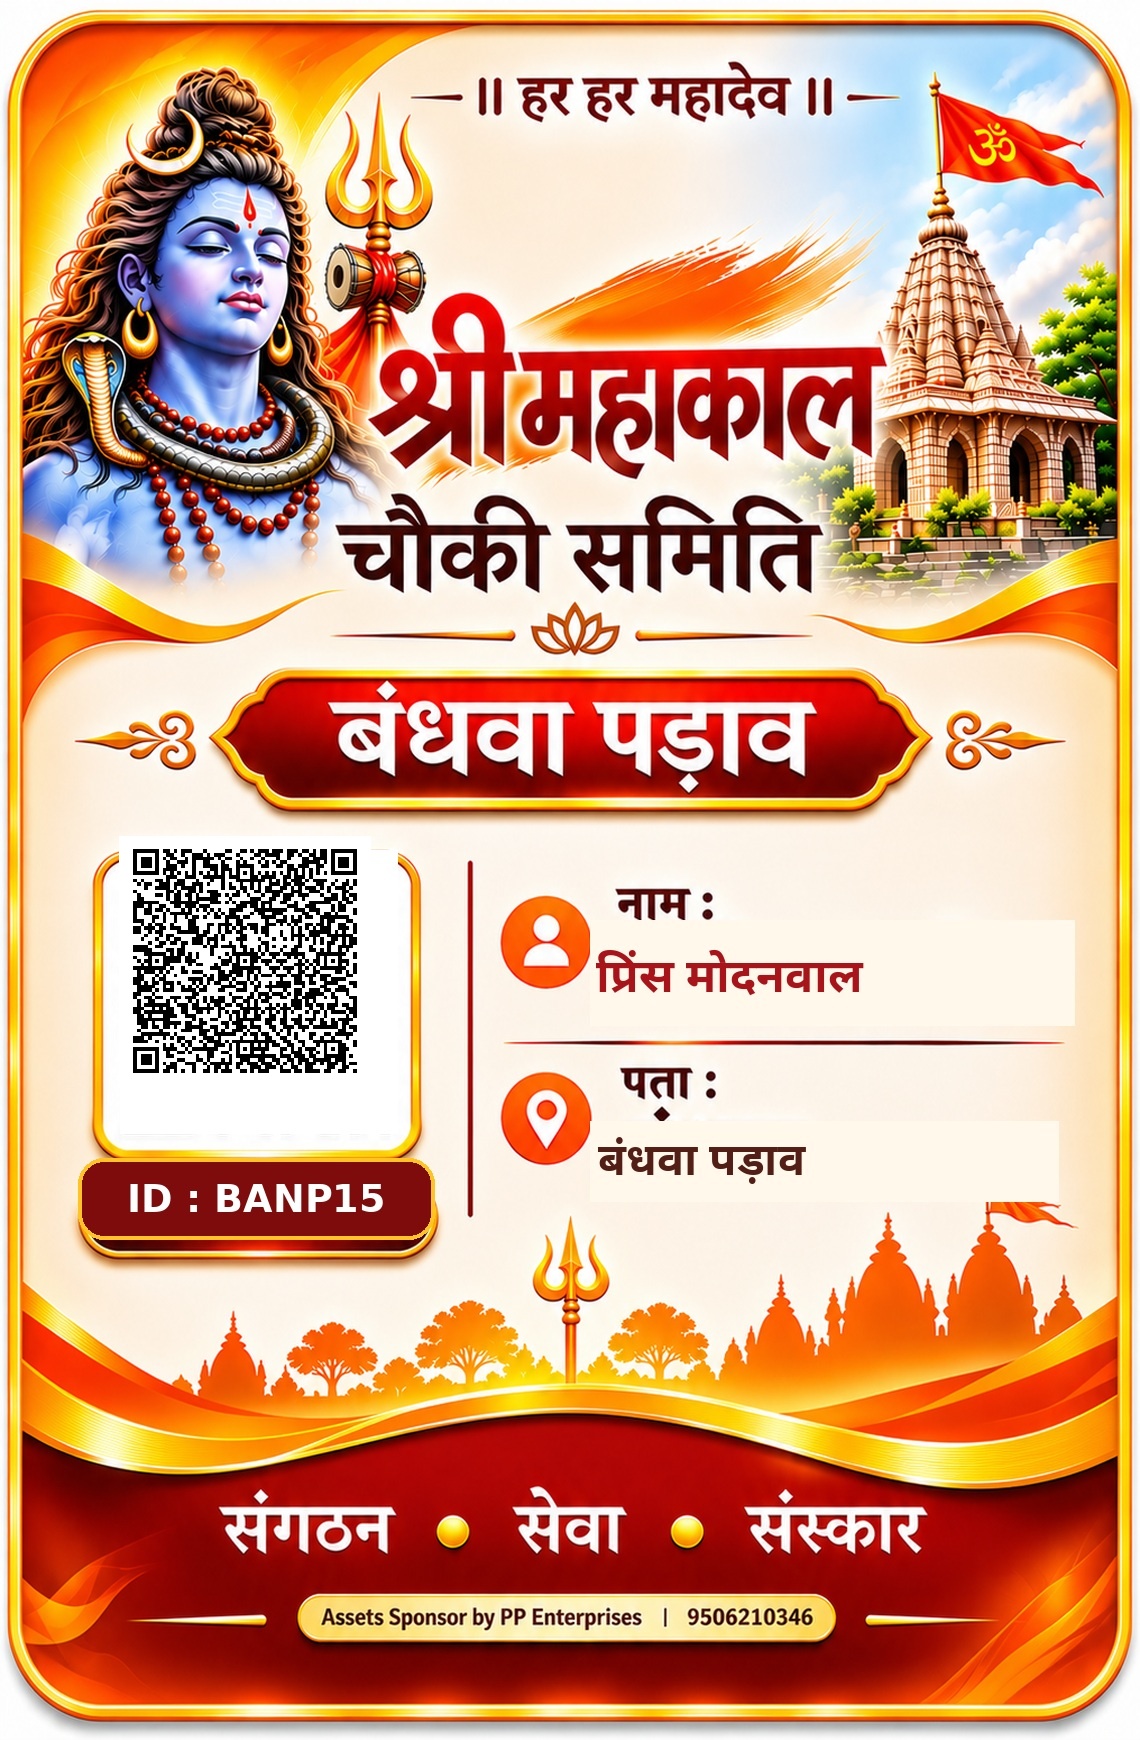 ॥ हर हर महादेव ॥
ॐ
श्री महाकाल
चौकी समिति
बंधवा पड़ाव
नाम :
प्रिंस मोदनवाल
पता :
बंधवा पड़ाव
ID : BANP15
संगठन ● सेवा ● संस्कार
Assets Sponsor by PP Enterprises | 9506210346